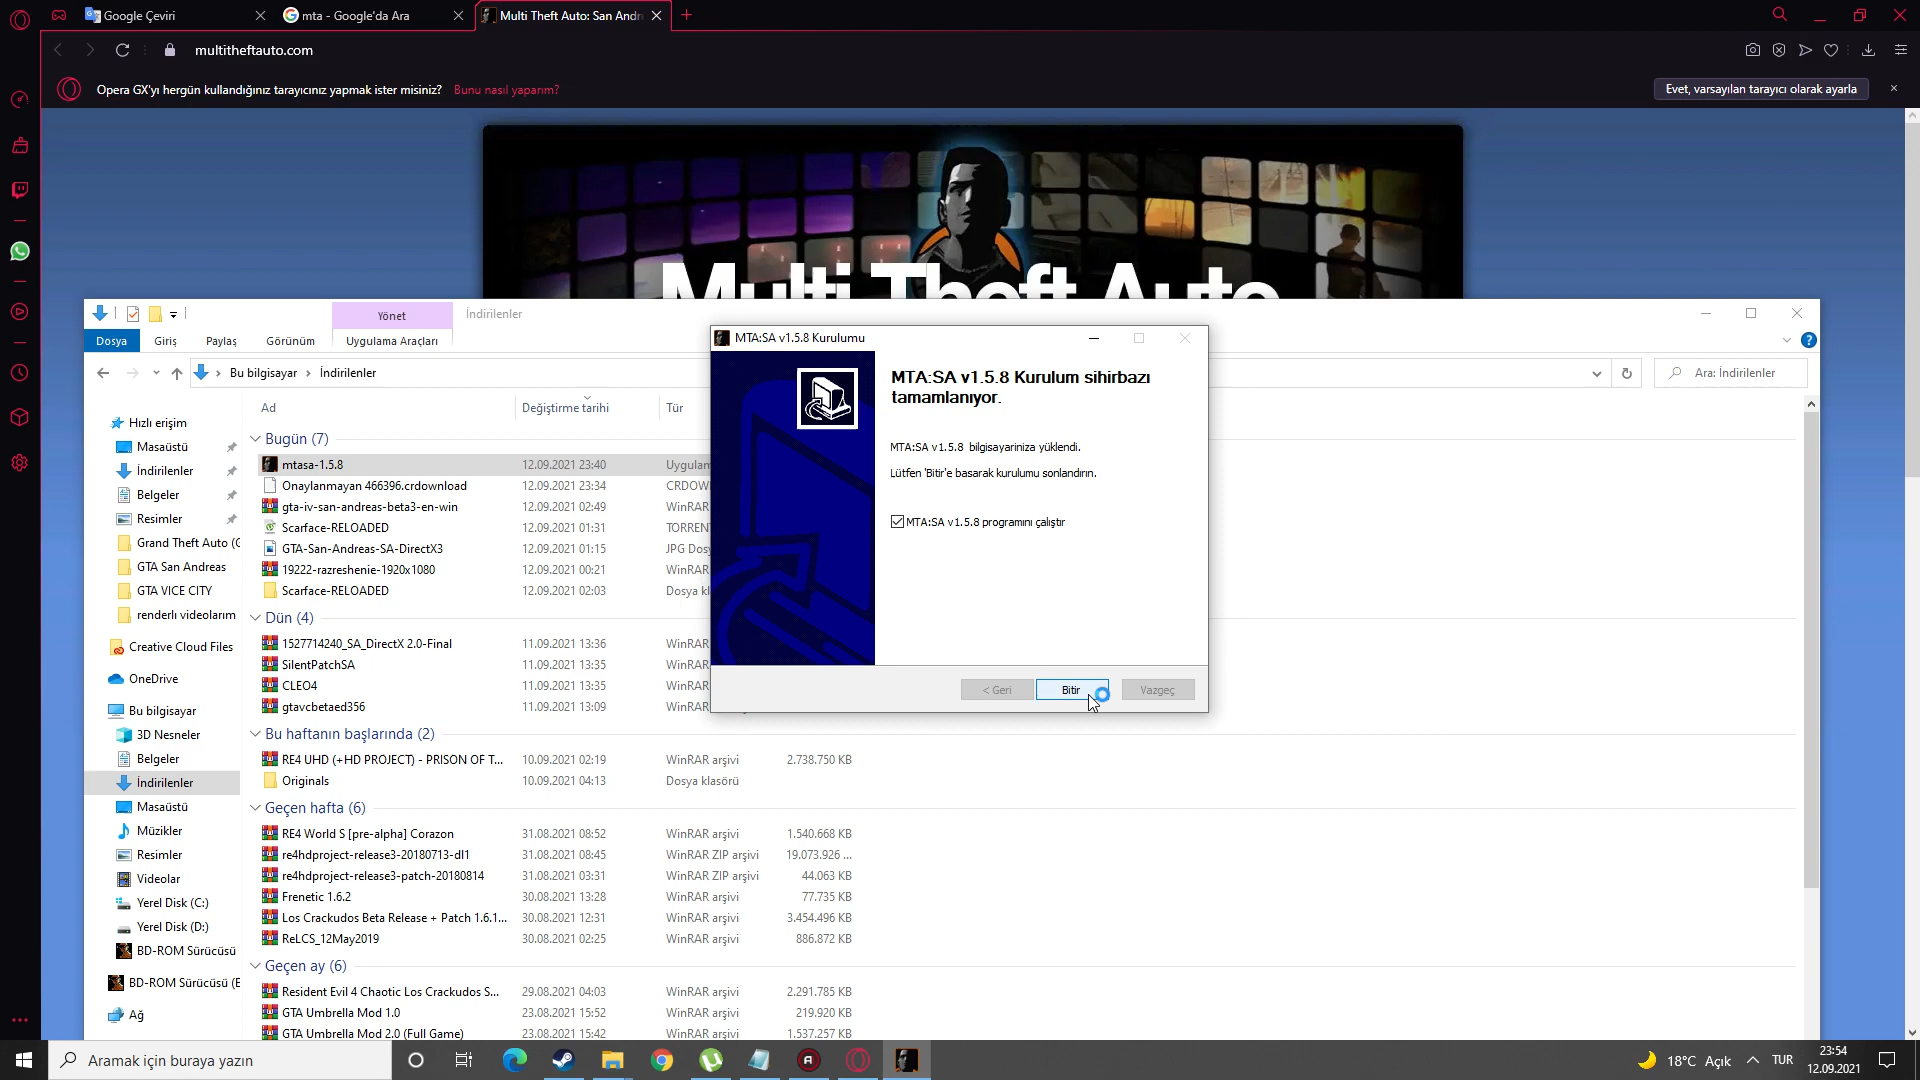 Google Çeviri
mta - Google'da Ara
Multi Theft Auto: San Andr
multitheftauto.com
Opera GX'yı hergün kullandığınız tarayıcınız yapmak ister misiniz? Bunu nasıl yaparım?
Evet, varsayılan tarayıcı olarak ayarla
Multi Theft Auto
Yönet
İndirilenler
Dosya
Giriş
Paylaş
Görünüm
Uygulama Araçları
Bu bilgisayar
İndirilenler
Ara: İndirilenler
Hızlı erişim
Masaüstü
İndirilenler
Belgeler
Resimler
Grand Theft Auto (G
GTA San Andreas
GTA VICE CITY
renderlı videolarım
Creative Cloud Files
OneDrive
Bu bilgisayar
3D Nesneler
Belgeler
İndirilenler
Masaüstü
Müzikler
Resimler
Videolar
Yerel Disk (C:)
Yerel Disk (D:)
BD-ROM Sürücüsü
BD-ROM Sürücüsü (E
Ağ
Ad
Değiştirme tarihi
Tür
Bugün (7)
mtasa-1.5.8 12.09.2021 23:40 Uygulam
Onaylanmayan 466396.crdownload 12.09.2021 23:34 CRDOW
gta-iv-san-andreas-beta3-en-win 12.09.2021 02:49 WinRAR
Scarface-RELOADED 12.09.2021 01:31 TORREN
GTA-San-Andreas-SA-DirectX3 12.09.2021 01:15 JPG Dos
19222-razreshenie-1920x1080 12.09.2021 00:21 WinRAR
Scarface-RELOADED 12.09.2021 02:03 Dosya kl
Dün (4)
1527714240_SA_DirectX 2.0-Final 11.09.2021 13:36 WinRAR
SilentPatchSA 11.09.2021 13:35 WinRAR
CLEO4 11.09.2021 13:35 WinRAR
gtavcbetaed356 11.09.2021 13:09 WinRAR
Bu haftanın başlarında (2)
RE4 UHD (+HD PROJECT) - PRISON OF T... 10.09.2021 02:19 WinRAR arşivi 2.738.750 KB
Originals 10.09.2021 04:13 Dosya klasörü
Geçen hafta (6)
RE4 World S [pre-alpha] Corazon 31.08.2021 08:52 WinRAR arşivi 1.540.668 KB
re4hdproject-release3-20180713-dl1 31.08.2021 08:45 WinRAR ZIP arşivi 19.073.926 ...
re4hdproject-release3-patch-20180814 31.08.2021 03:31 WinRAR ZIP arşivi 44.063 KB
Frenetic 1.6.2 30.08.2021 13:28 WinRAR arşivi 77.735 KB
Los Crackudos Beta Release + Patch 1.6.1... 30.08.2021 12:31 WinRAR arşivi 3.454.496 KB
ReLCS_12May2019 30.08.2021 02:25 WinRAR arşivi 886.872 KB
Geçen ay (6)
Resident Evil 4 Chaotic Los Crackudos S... 29.08.2021 04:03 WinRAR arşivi 2.291.785 KB
GTA Umbrella Mod 1.0 23.08.2021 15:52 WinRAR arşivi 219.920 KB
GTA Umbrella Mod 2.0 (Full Game) 23.08.2021 15:42 WinRAR arşivi 1.537.257 KB
MTA:SA v1.5.8 Kurulumu
MTA:SA v1.5.8 Kurulum sihirbazı
tamamlanıyor.
MTA:SA v1.5.8 bilgisayariniza yüklendi.
Lütfen 'Bitir'e basarak kurulumu sonlandırın.
MTA:SA v1.5.8 programını çalıştır
< Geri
Bitir
Vazgeç
Aramak için buraya yazın
18°C Açık
TUR
23:54
12.09.2021